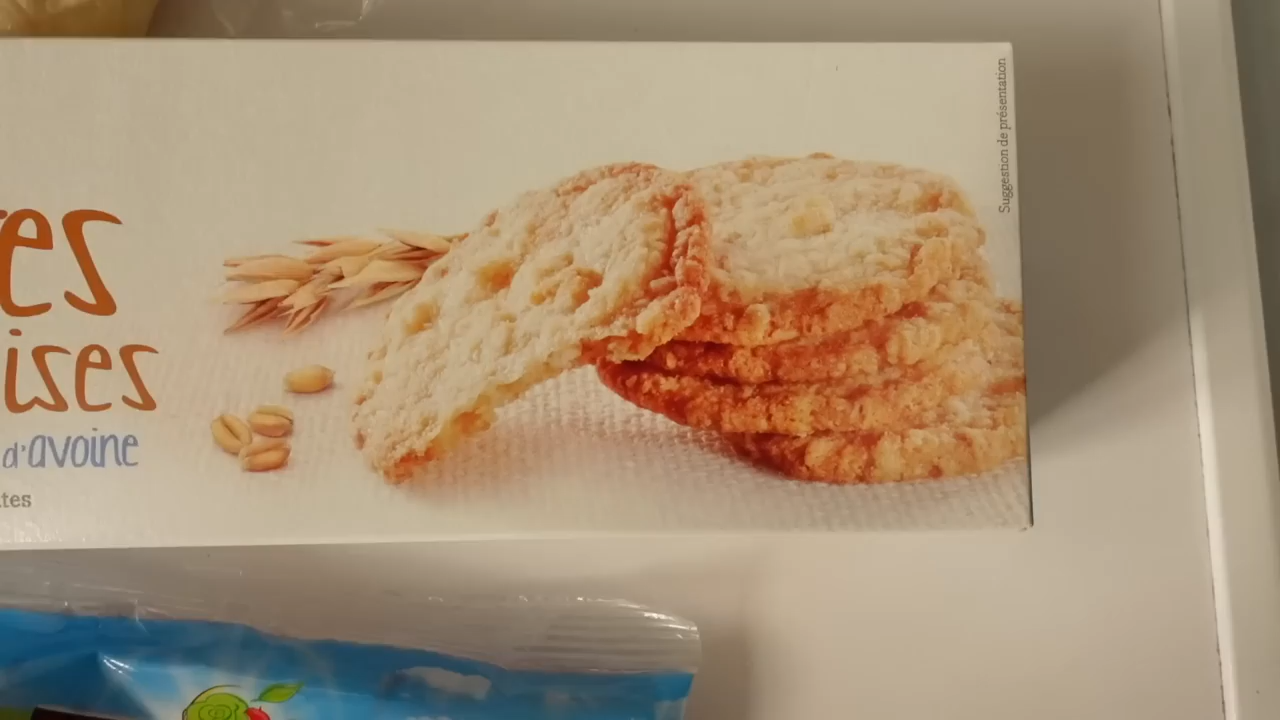 es
ises
d'avoine
tes
Suggestion de présentation